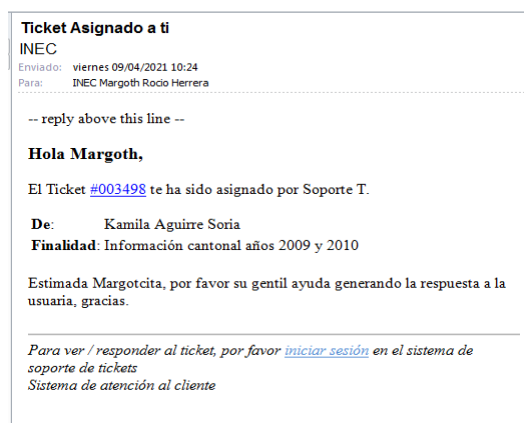 Ticket Asignado a ti
INEC
Enviado: viernes 09/04/2021 10:24
Para: INEC Margoth Rocio Herrera
-- reply above this line --
Hola Margoth,
El Ticket #003498 te ha sido asignado por Soporte T.
De: Kamila Aguirre Soria
Finalidad: Información cantonal años 2009 y 2010
Estimada Margotcita, por favor su gentil ayuda generando la respuesta a la
usuaria, gracias.
Para ver / responder al ticket, por favor iniciar sesión en el sistema de
soporte de tickets
Sistema de atención al cliente